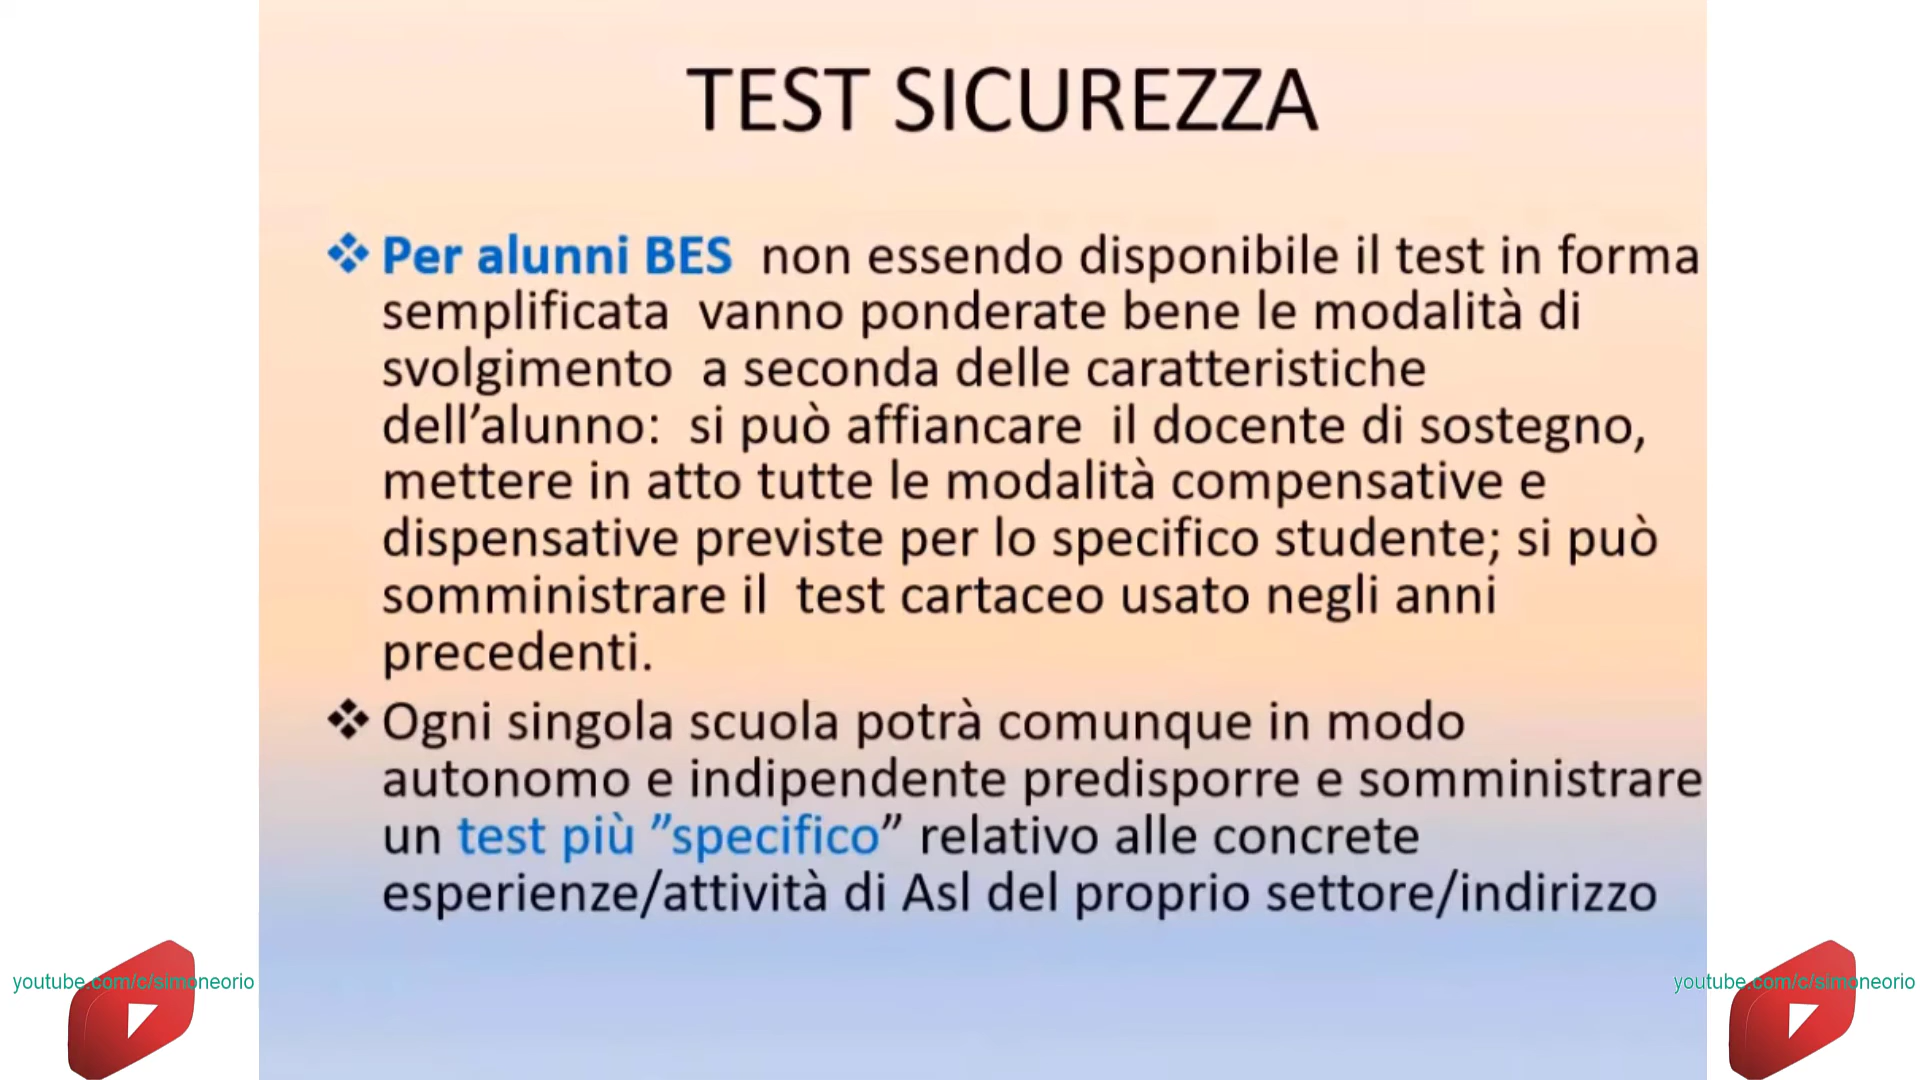 TEST SICUREZZA
❖ Per alunni BES non essendo disponibile il test in forma
semplificata vanno ponderate bene le modalità di
svolgimento a seconda delle caratteristiche
dell’alunno: si può affiancare il docente di sostegno,
mettere in atto tutte le modalità compensative e
dispensative previste per lo specifico studente; si può
somministrare il test cartaceo usato negli anni
precedenti.
❖ Ogni singola scuola potrà comunque in modo
autonomo e indipendente predisporre e somministrare
un test più ”specifico” relativo alle concrete
esperienze/attività di Asl del proprio settore/indirizzo
youtube.com/c/simoneorio
youtube.com/c/simoneorio